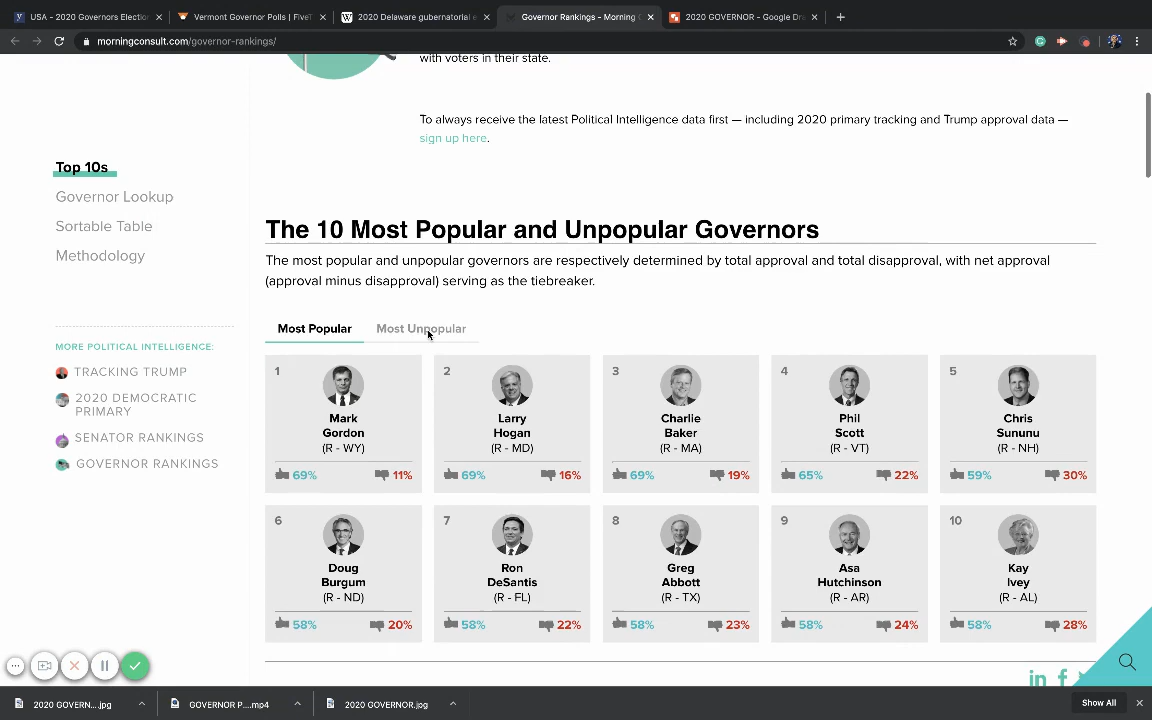 USA - 2020 Governors Election
Vermont Governor Polls | Five
2020 Delaware gubernatorial e
Governor Rankings - Morning C
2020 GOVERNOR - Google Dra
morningconsult.com/governor-rankings/
with voters in their state.
To always receive the latest Political Intelligence data first — including 2020 primary tracking and Trump approval data —
sign up here.
Top 10s
Governor Lookup
Sortable Table
Methodology
MORE POLITICAL INTELLIGENCE:
TRACKING TRUMP
2020 DEMOCRATIC
PRIMARY
SENATOR RANKINGS
GOVERNOR RANKINGS
The 10 Most Popular and Unpopular Governors
The most popular and unpopular governors are respectively determined by total approval and total disapproval, with net approval
(approval minus disapproval) serving as the tiebreaker.
Most Popular
Most Unpopular
1
Mark
Gordon
(R - WY)
69% 11%
2
Larry
Hogan
(R - MD)
69% 16%
3
Charlie
Baker
(R - MA)
69% 19%
4
Phil
Scott
(R - VT)
65% 22%
5
Chris
Sununu
(R - NH)
59% 30%
6
Doug
Burgum
(R - ND)
58% 20%
7
Ron
DeSantis
(R - FL)
58% 22%
8
Greg
Abbott
(R - TX)
58% 23%
9
Asa
Hutchinson
(R - AR)
58% 24%
10
Kay
Ivey
(R - AL)
58% 28%
in f
2020 GOVERN....jpg
GOVERNOR P....mp4
2020 GOVERNOR.jpg
Show All